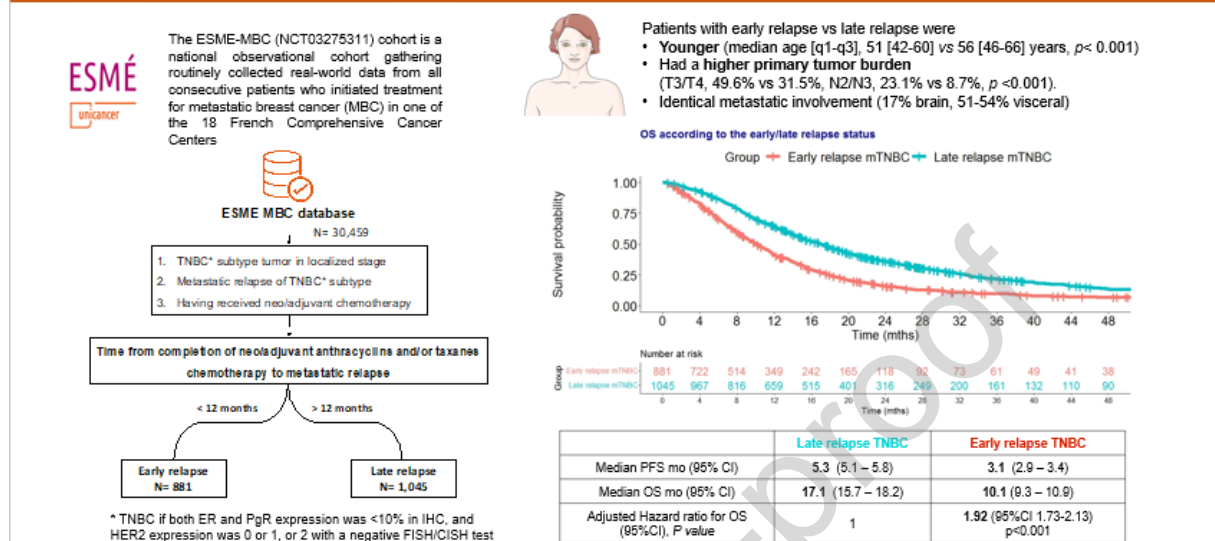 ESMÉ
unicancer
The ESME-MBC (NCT03275311) cohort is a
national observational cohort gathering
routinely collected real-world data from all
consecutive patients who initiated treatment
for metastatic breast cancer (MBC) in one of
the 18 French Comprehensive Cancer
Centers
ESME MBC database
N= 30,459
1. TNBC* subtype tumor in localized stage
2. Metastatic relapse of TNBC* subtype
3. Having received neo/adjuvant chemotherapy
Time from completion of neo/adjuvant anthracyclins and/or taxanes
chemotherapy to metastatic relapse
< 12 months > 12 months
Early relapse
N= 881
Late relapse
N= 1,045
* TNBC if both ER and PgR expression was <10% in IHC, and
HER2 expression was 0 or 1, or 2 with a negative FISH/CISH test
Patients with early relapse vs late relapse were
• Younger (median age [q1-q3], 51 [42-60] vs 56 [46-66] years, p< 0.001)
• Had a higher primary tumor burden
(T3/T4, 49.6% vs 31.5%, N2/N3, 23.1% vs 8.7%, p <0.001).
• Identical metastatic involvement (17% brain, 51-54% visceral)
OS according to the early/late relapse status
Group Early relapse mTNBC Late relapse mTNBC
Survival probability
1.00
0.75
0.50
0.25
0.00
0 4 8 12 16 20 24 28 32 36 40 44 48
Time (mths)
Number at risk
Group
Early relapse mTNBC 881 722 514 349 242 165 118 92 73 61 49 41 38
Late relapse mTNBC 1045 967 816 659 515 401 316 249 200 161 132 110 90
0 4 8 12 16 20 24 28 32 36 40 44 48
Time (mths)
Late relapse TNBC Early relapse TNBC
Median PFS mo (95% CI) 5.3 (5.1 – 5.8) 3.1 (2.9 – 3.4)
Median OS mo (95% CI) 17.1 (15.7 – 18.2) 10.1 (9.3 – 10.9)
Adjusted Hazard ratio for OS
(95%CI), P value
1
1.92 (95%CI 1.73-2.13)
p<0.001